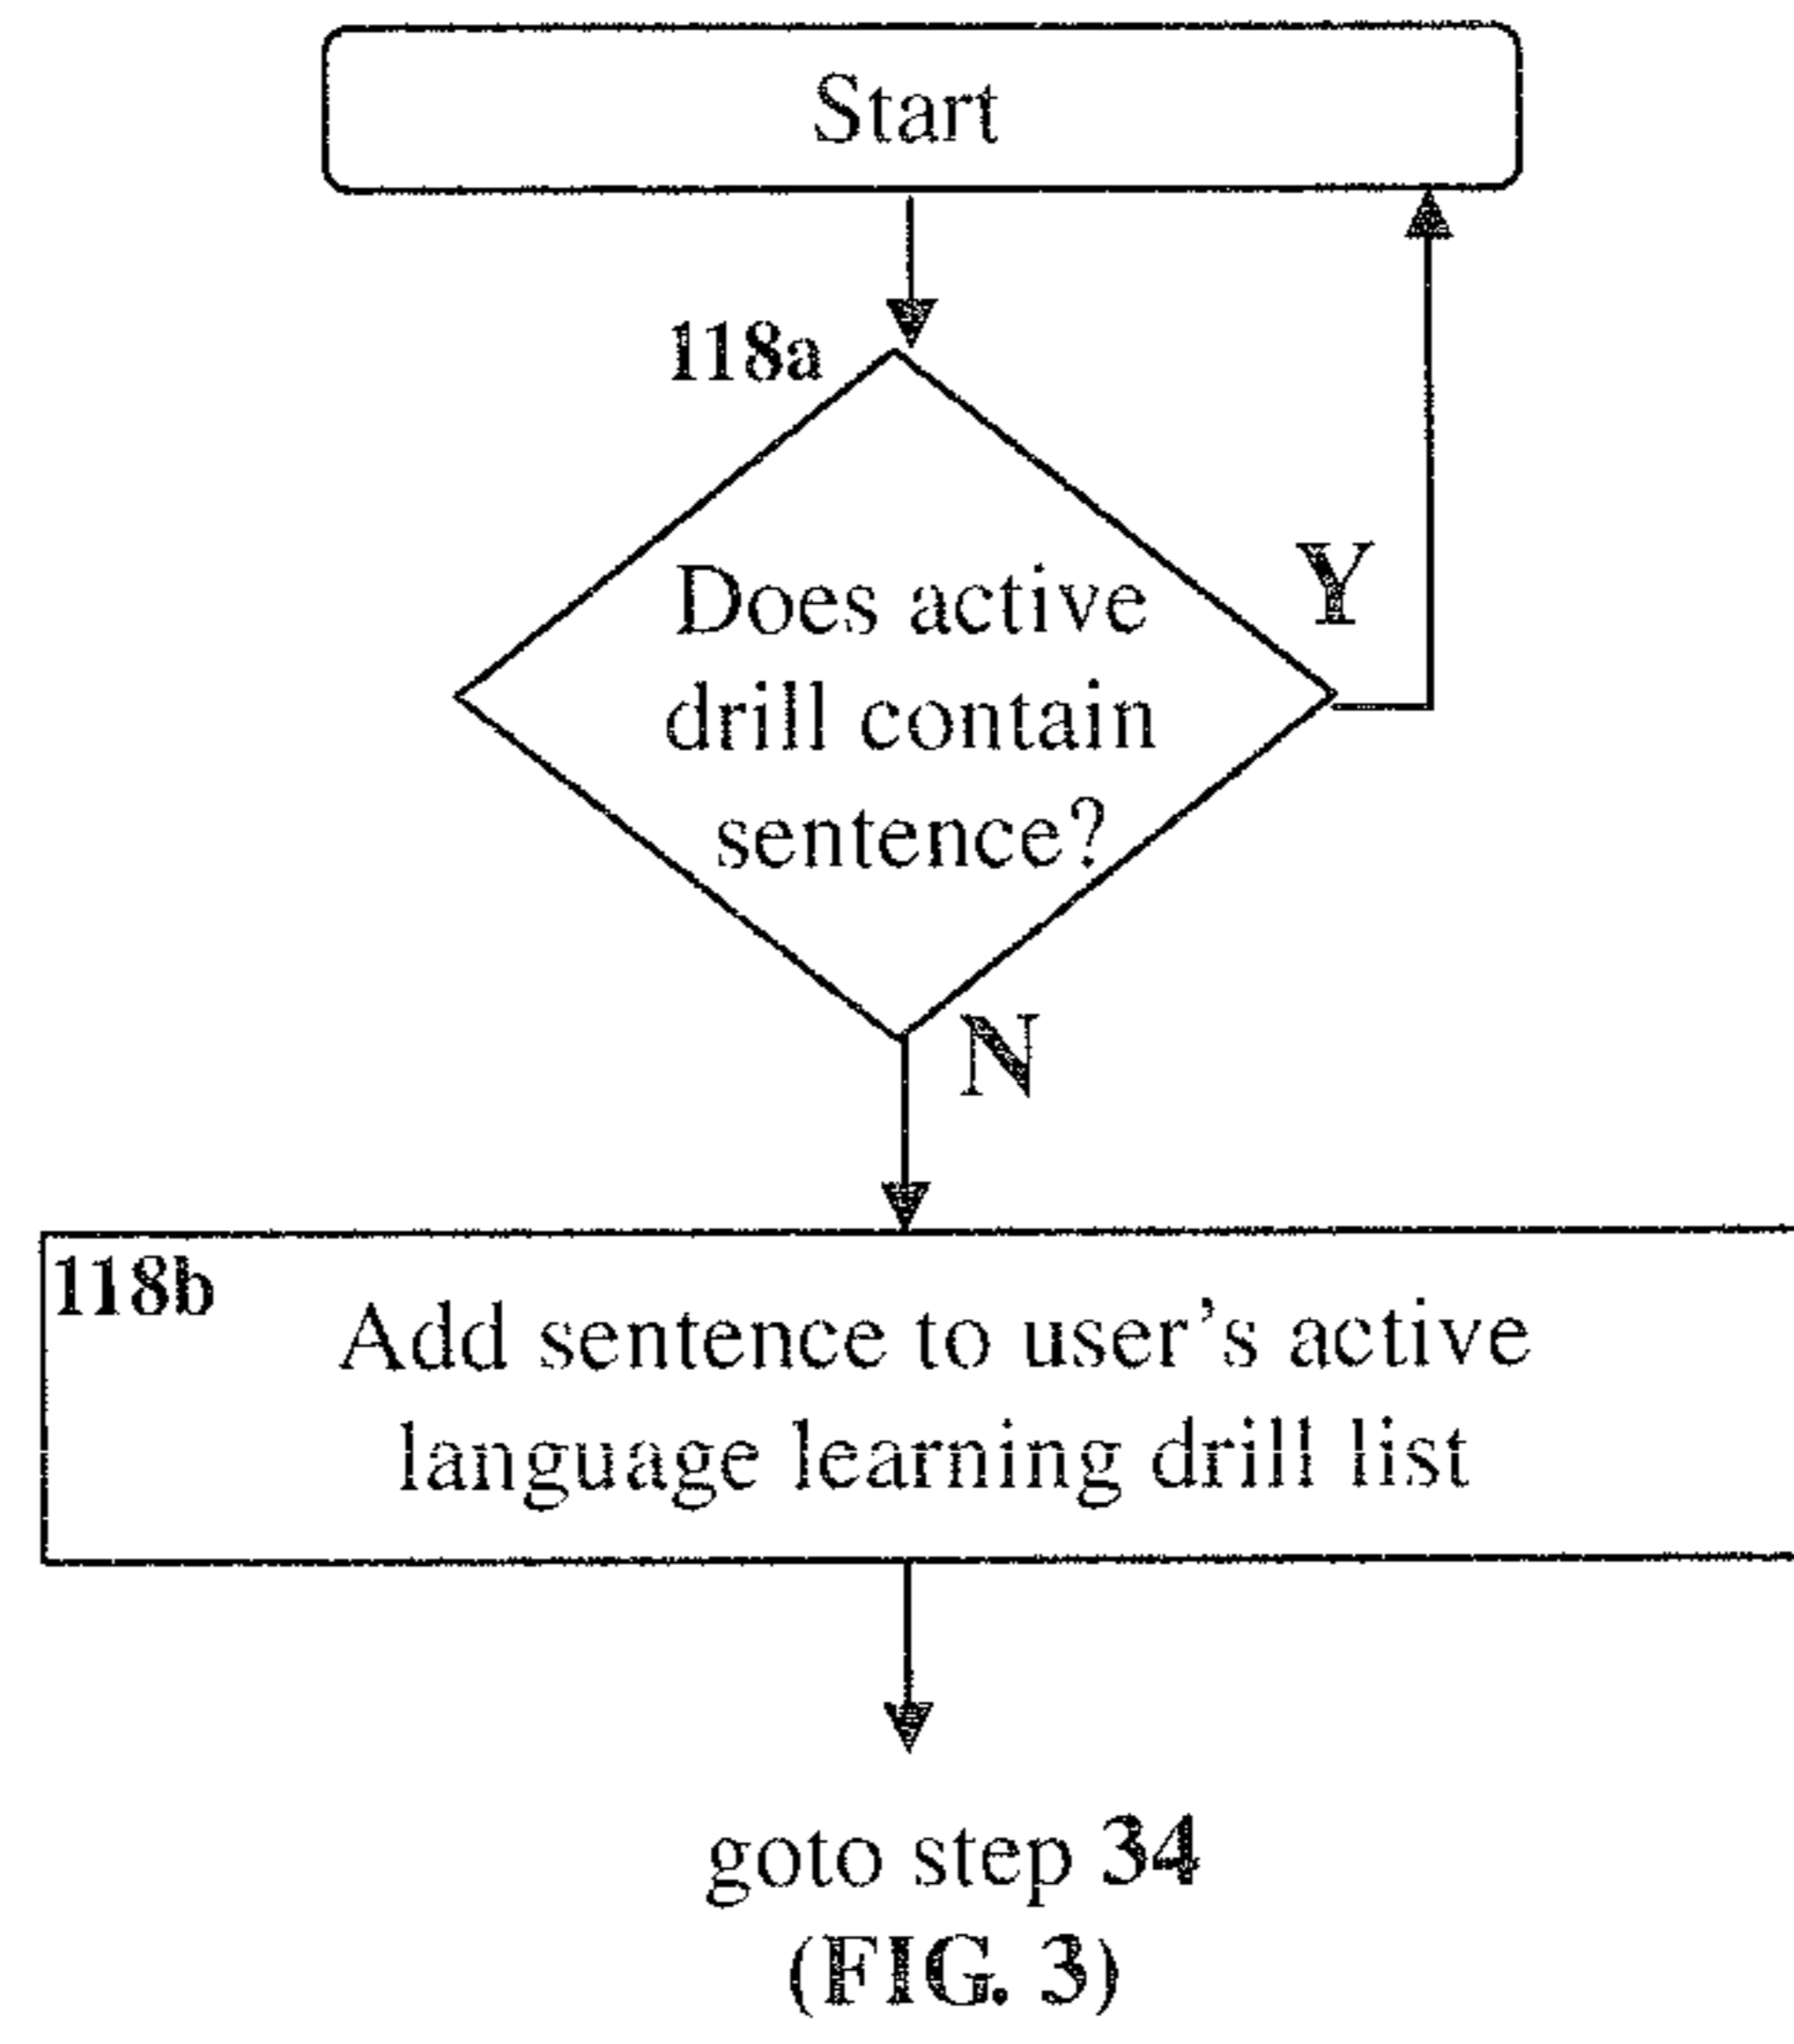 Start
118a
Does active
drill contain
sentence?
Y
N
118b
Add sentence to user’s active
language learning drill list
goto step 34
(FIG. 3)